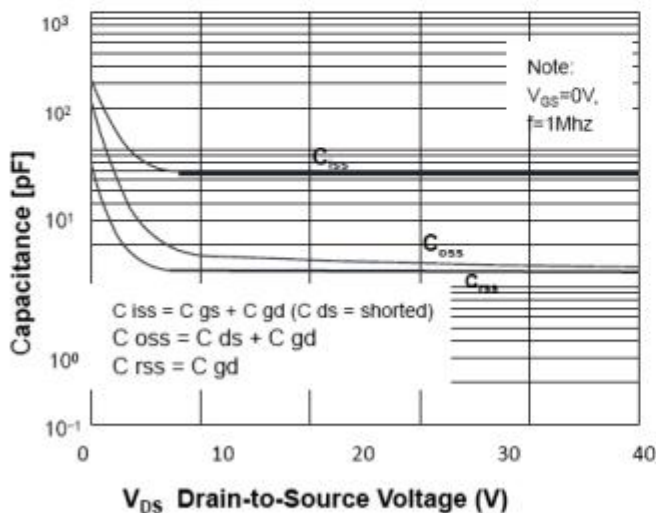 10³
Note:
V_GS=0V,
f=1Mhz
10²
C_iss
10¹
C_oss
C_rss
Capacitance [pF]
C iss = C gs + C gd (C ds = shorted)
C oss = C ds + C gd
C rss = C gd
10⁰
10⁻¹
0 10 20 30 40
V_DS Drain-to-Source Voltage (V)